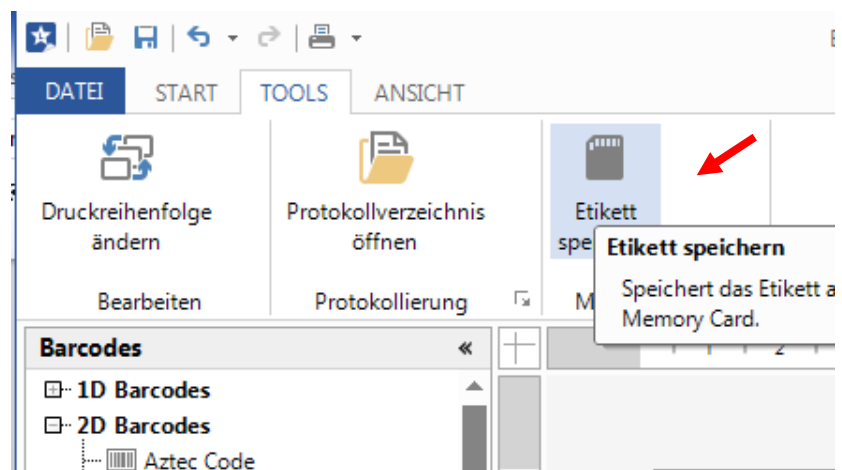 DATEI START TOOLS ANSICHT
Druckreihenfolge
ändern
Protokollverzeichnis
öffnen
Etikett
spe
Bearbeiten
Protokollierung
M
Etikett speichern
Speichert das Etikett a
Memory Card.
Barcodes «
1D Barcodes
2D Barcodes
Aztec Code
2